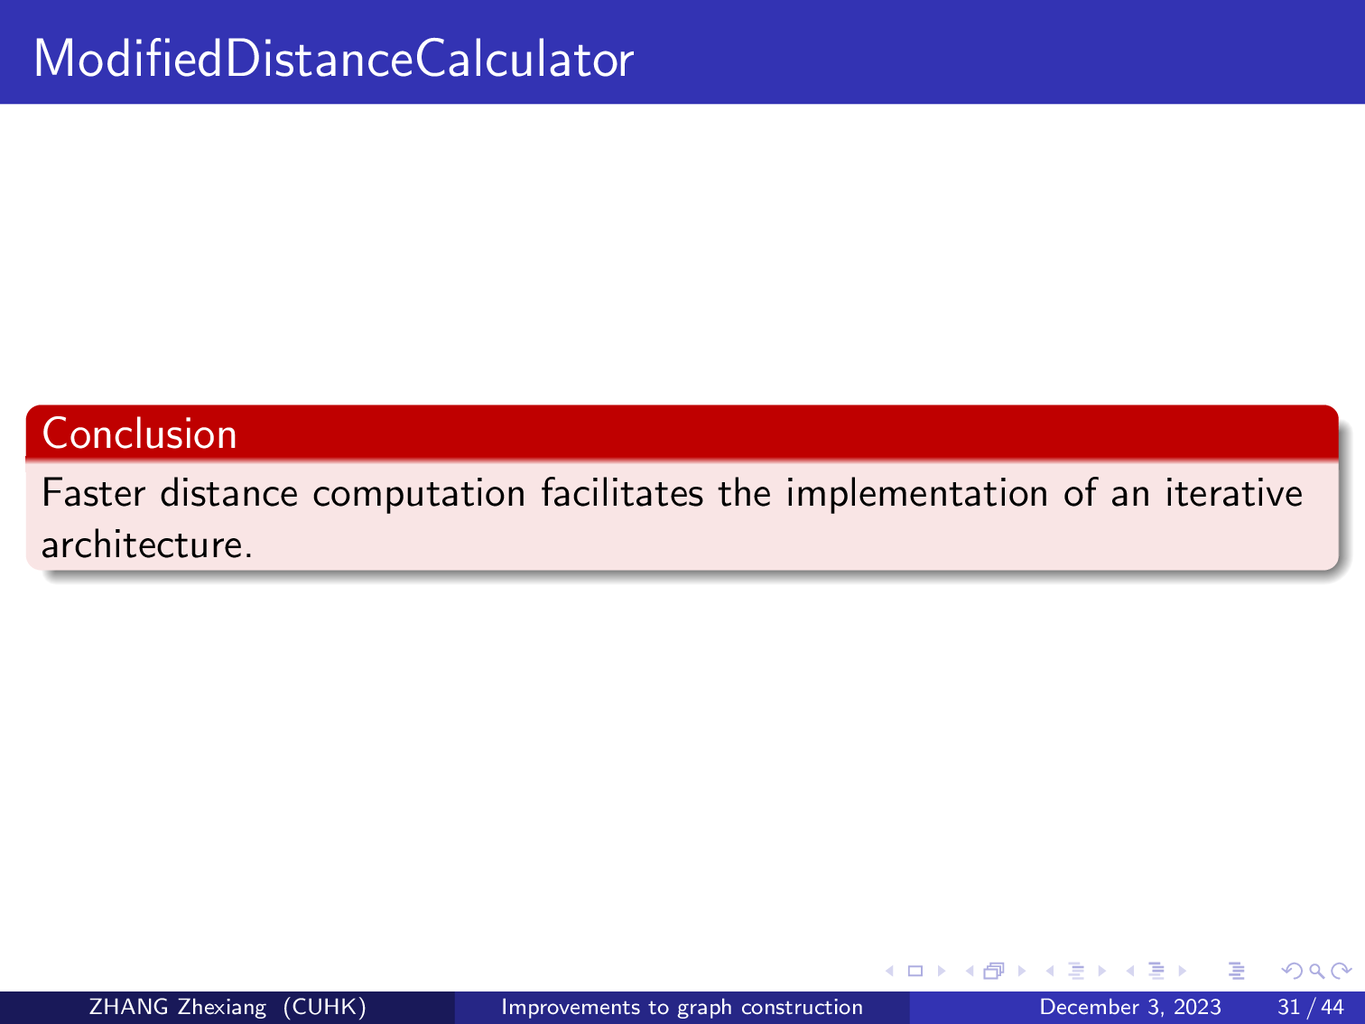 ModifiedDistanceCalculator
Conclusion
Faster distance computation facilitates the implementation of an iterative
architecture.
ZHANG Zhexiang (CUHK)
Improvements to graph construction
December 3, 2023
31 / 44